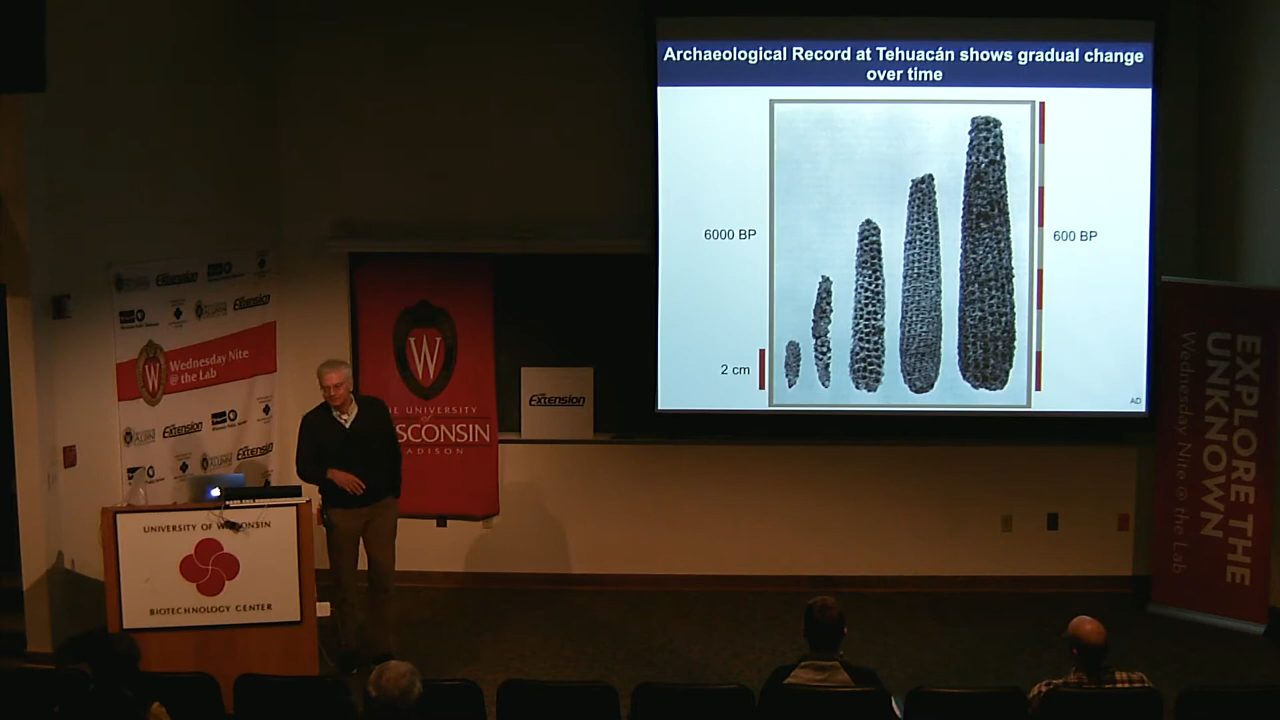 Archaeological Record at Tehuacán shows gradual change
over time
6000 BP
600 BP
2 cm
AD
Extension
Extension
Wednesday Nite
@ the Lab
Extension
Extension
W
THE UNIVERSITY
of
WISCONSIN
MADISON
Extension
UNIVERSITY OF WISCONSIN
BIOTECHNOLOGY CENTER
EXPLORE THE
UNKNOWN
Wednesday Nite @ the Lab